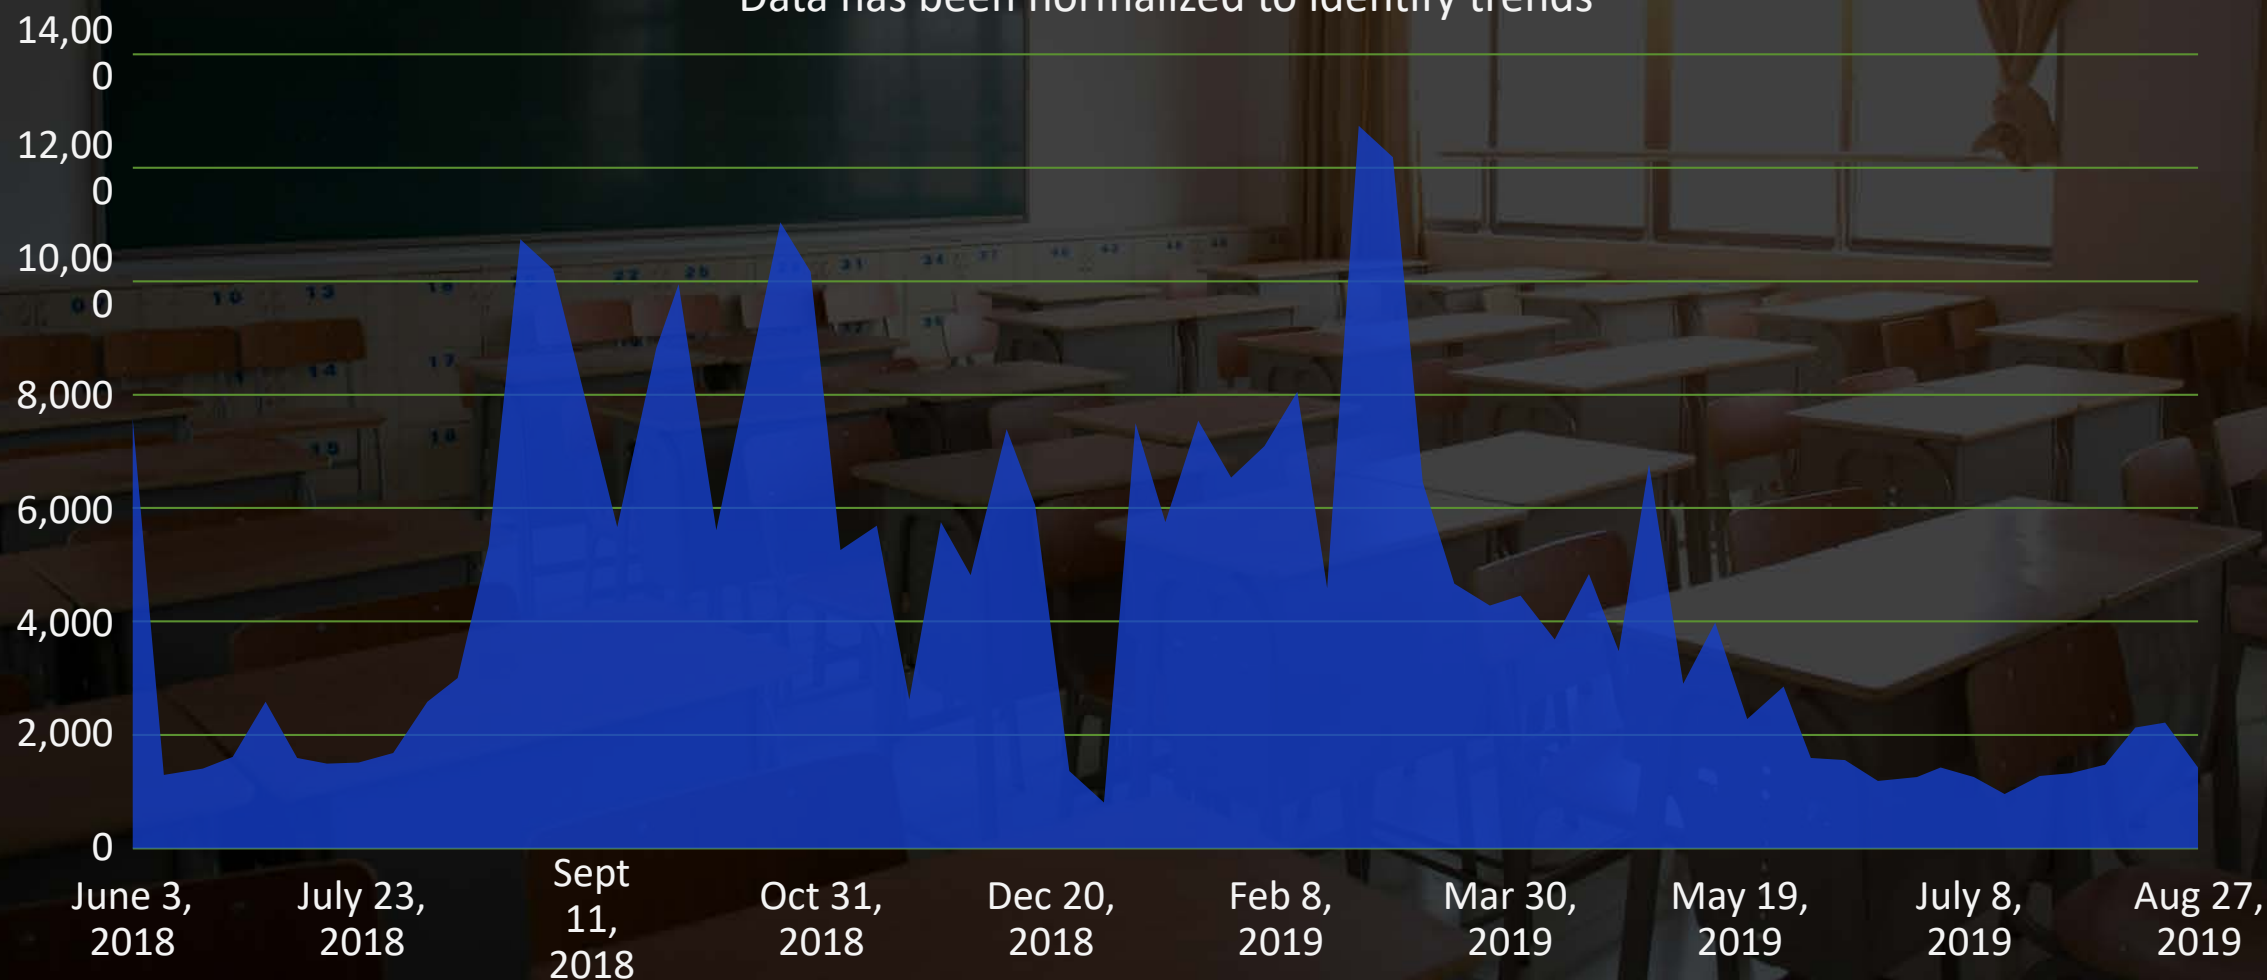 Data has been normalized to identify trends
14,00
0
12,00
0
10,00
0
8,000
6,000
4,000
2,000
0
June 3,
2018
July 23,
2018
Sept
11,
2018
Oct 31,
2018
Dec 20,
2018
Feb 8,
2019
Mar 30,
2019
May 19,
2019
July 8,
2019
Aug 27,
2019